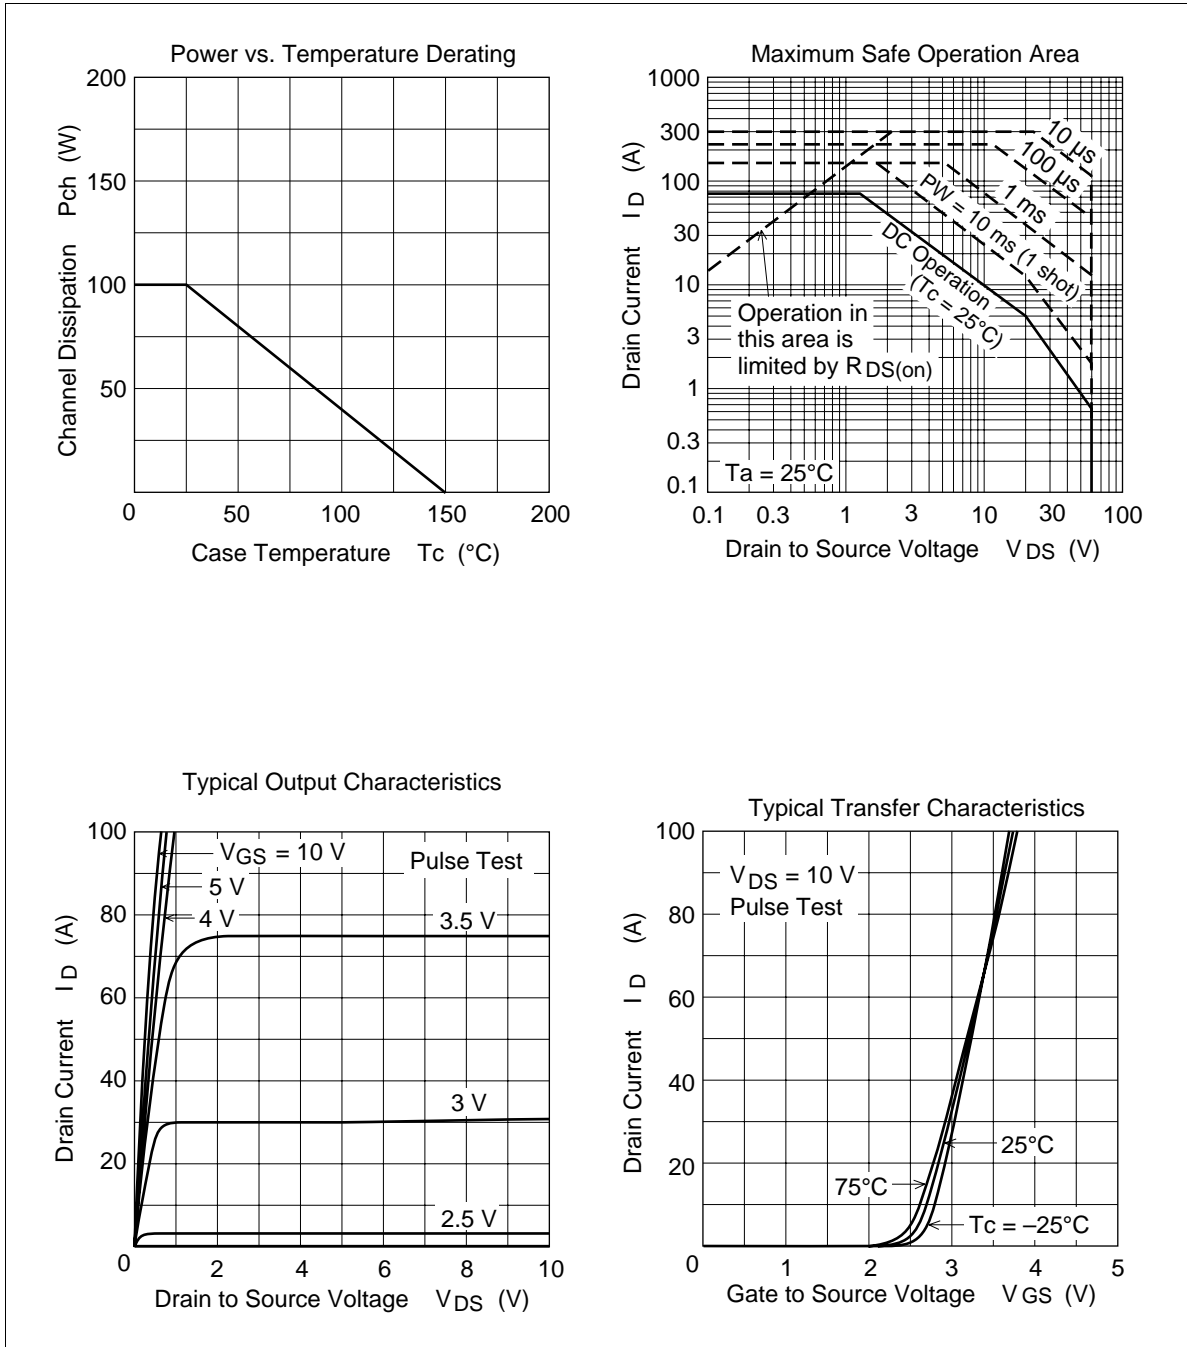 Power vs. Temperature Derating
200
150
100
50
0
50
100
150
200
Channel Dissipation Pch (W)
Case Temperature Tc (°C)
Maximum Safe Operation Area
1000
300
100
30
10
3
1
0.3
0.1
0.1
0.3
1
3
10
30
100
Drain Current I D (A)
Drain to Source Voltage V DS (V)
10 µs
100 µs
1 ms
PW = 10 ms (1 shot)
DC Operation
(Tc = 25°C)
Operation in
this area is
limited by R DS(on)
Ta = 25°C
Typical Output Characteristics
100
80
60
40
20
0
2
4
6
8
10
Drain Current I D (A)
Drain to Source Voltage V DS (V)
VGS = 10 V
5 V
4 V
Pulse Test
3.5 V
3 V
2.5 V
Typical Transfer Characteristics
100
80
60
40
20
0
1
2
3
4
5
Drain Current I D (A)
Gate to Source Voltage V GS (V)
V DS = 10 V
Pulse Test
25°C
75°C
Tc = –25°C